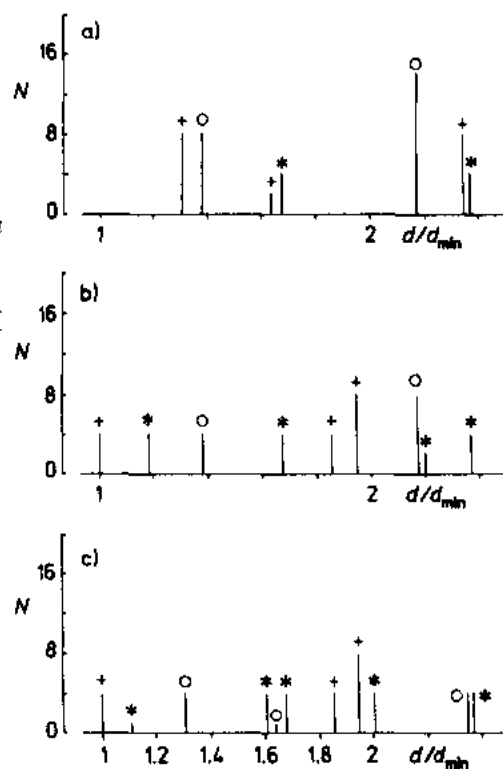 a)
16
N
8
0
+ O + * O + *
1 2 d/dmin
b)
16
N
8
0
+ * O * + + O * *
1 2 d/dmin
c)
16
N
8
0
+ * O * O * + + * O *
1 1.2 1.4 1.6 1.8 2 d/dmin